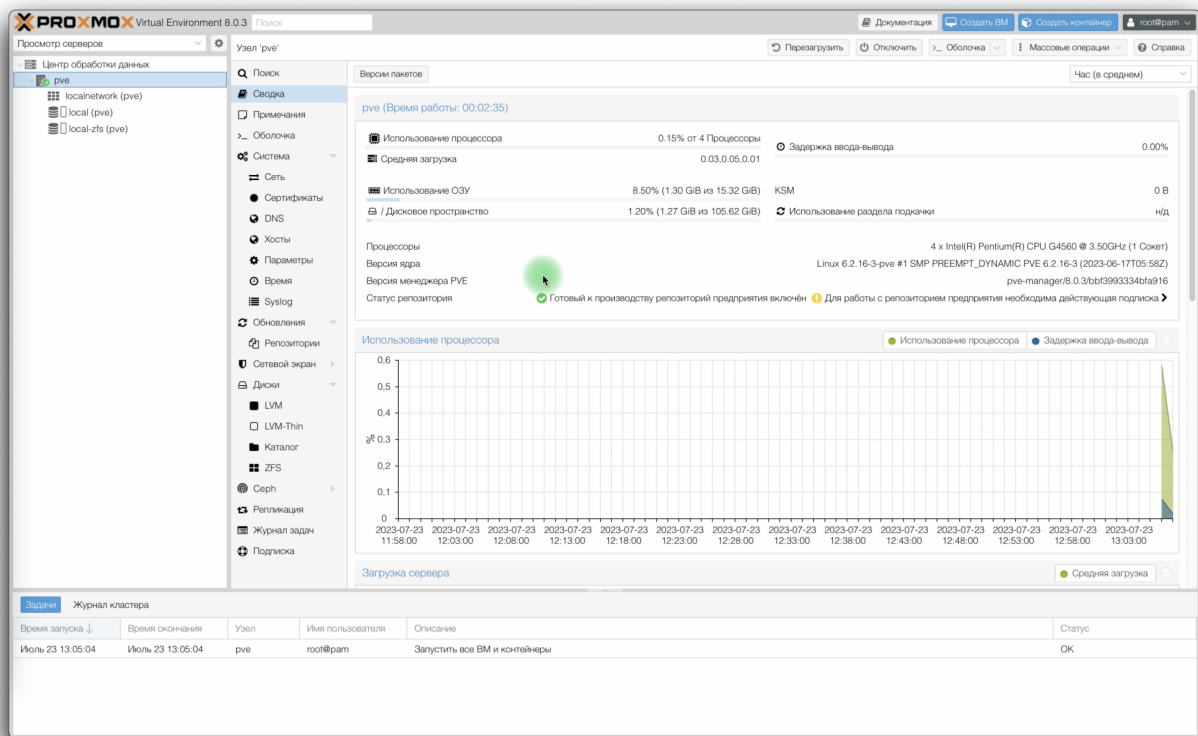 PROXMOX Virtual Environment 8.0.3 Поиск Документация Создать ВМ Создать контейнер root@pam
Просмотр серверов
Центр обработки данных
pve
localnetwork (pve)
local (pve)
local-zfs (pve)
Узел 'pve' Перезагрузить Отключить Оболочка Массовые операции Справка
Поиск
Сводка
Примечания
Оболочка
Система
Сеть
Сертификаты
DNS
Хосты
Параметры
Время
Syslog
Обновления
Репозитории
Сетевой экран
Диски
LVM
LVM-Thin
Каталог
ZFS
Ceph
Репликация
Журнал задач
Подписка
Версии пакетов Час (в среднем)
pve (Время работы: 00:02:35)
Использование процессора 0.15% от 4 Процессоры
Задержка ввода-вывода 0.00%
Средняя загрузка 0.03,0.05,0.01
Использование ОЗУ 8.50% (1.30 GiB из 15.32 GiB) KSM 0 B
/ Дисковое пространство 1.20% (1.27 GiB из 105.62 GiB) Использование раздела подкачки н/д
Процессоры 4 x Intel(R) Pentium(R) CPU G4560 @ 3.50GHz (1 Сокет)
Версия ядра Linux 6.2.16-3-pve #1 SMP PREEMPT_DYNAMIC PVE 6.2.16-3 (2023-06-17T05:58Z)
Версия менеджера PVE pve-manager/8.0.3/bbf3993334bfa916
Статус репозитория Готовый к производству репозиторий предприятия включён Для работы с репозиторием предприятия необходима действующая подписка
Использование процессора Использование процессора Задержка ввода-вывода
0,6
0,5
0,4
0,3
0,2
0,1
0
%
2023-07-23 2023-07-23 2023-07-23 2023-07-23 2023-07-23 2023-07-23 2023-07-23 2023-07-23 2023-07-23 2023-07-23 2023-07-23 2023-07-23 2023-07-23 2023-07-23
11:58:00 12:03:00 12:08:00 12:13:00 12:18:00 12:23:00 12:28:00 12:33:00 12:38:00 12:43:00 12:48:00 12:53:00 12:58:00 13:03:00
Загрузка сервера Средняя загрузка
Задачи Журнал кластера
Время запуска ↓ Время окончания Узел Имя пользователя Описание Статус
Июль 23 13:05:04 Июль 23 13:05:04 pve root@pam Запустить все ВМ и контейнеры OK